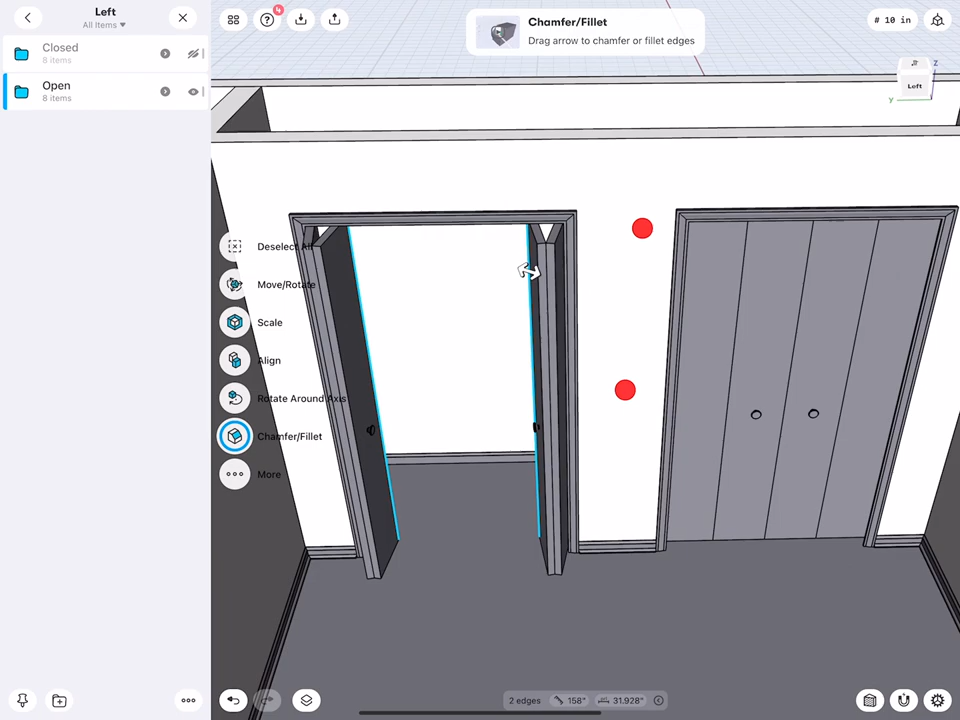 Left
All Items ▼
Closed
8 items
Open
8 items
4
Chamfer/Fillet
Drag arrow to chamfer or fillet edges
# 10 in
Z
Left
y
Deselect All
Move/Rotate
Scale
Align
Rotate Around Axis
Chamfer/Fillet
More
2 edges
158"
31.928"